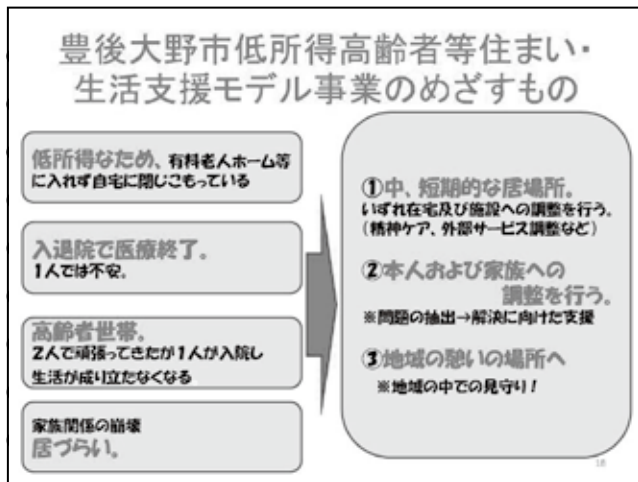 豊後大野市低所得高齢者等住まい・
生活支援モデル事業のめざすもの
低所得なため、有料老人ホーム等
に入れず自宅に閉じこもっている
入退院で医療終了。
1人では不安。
高齢者世帯。
2人で頑張ってきたが1人が入院し
生活が成り立たなくなる
家族関係の崩壊
居づらい。
①中、短期的な居場所。
いずれ在宅及び施設への調整を行う。
(精神ケア、外部サービス調整など)
②本人および家族への
調整を行う。
※問題の抽出→解決に向けた支援
③地域の憩いの場所へ
※地域の中での見守り!
18